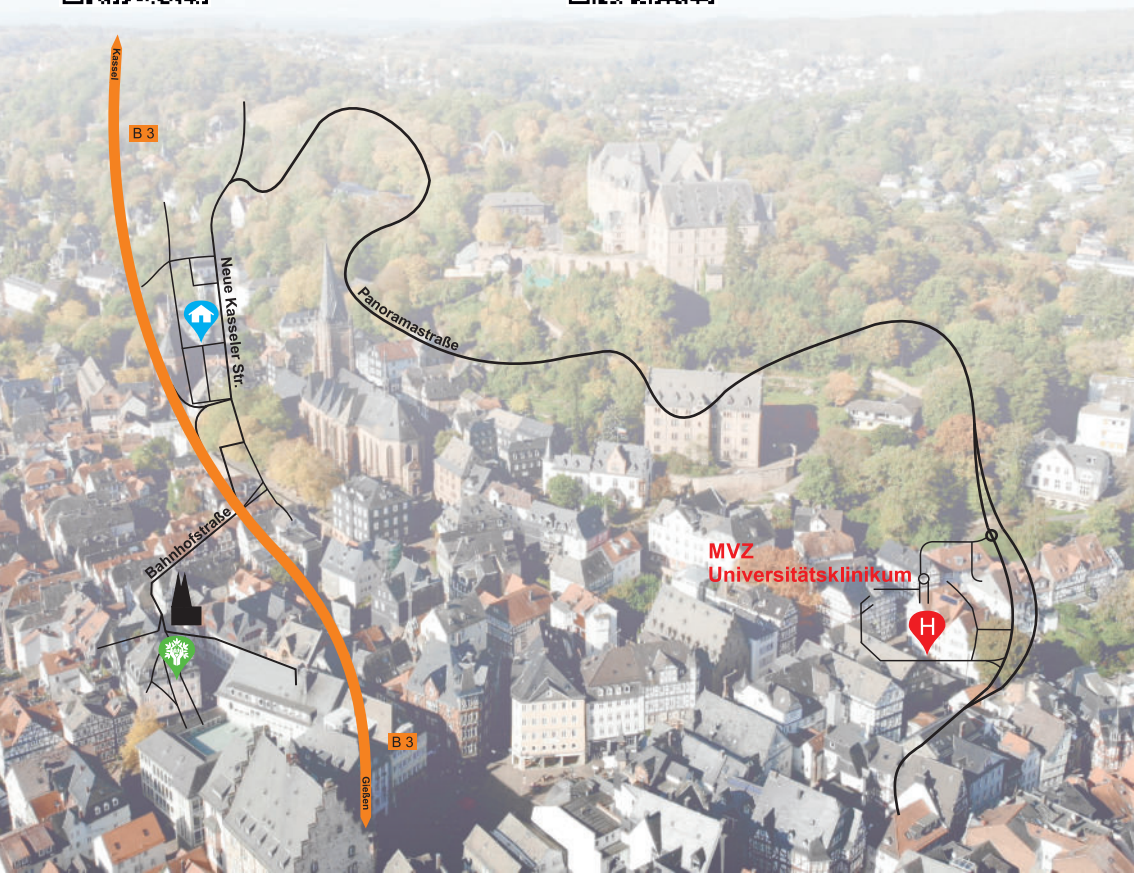 Kassel
B 3
Neue Kasseler Str.
Panoramastraße
Bahnhofstraße
MVZ
Universitätsklinikum
H
B 3
Gießen